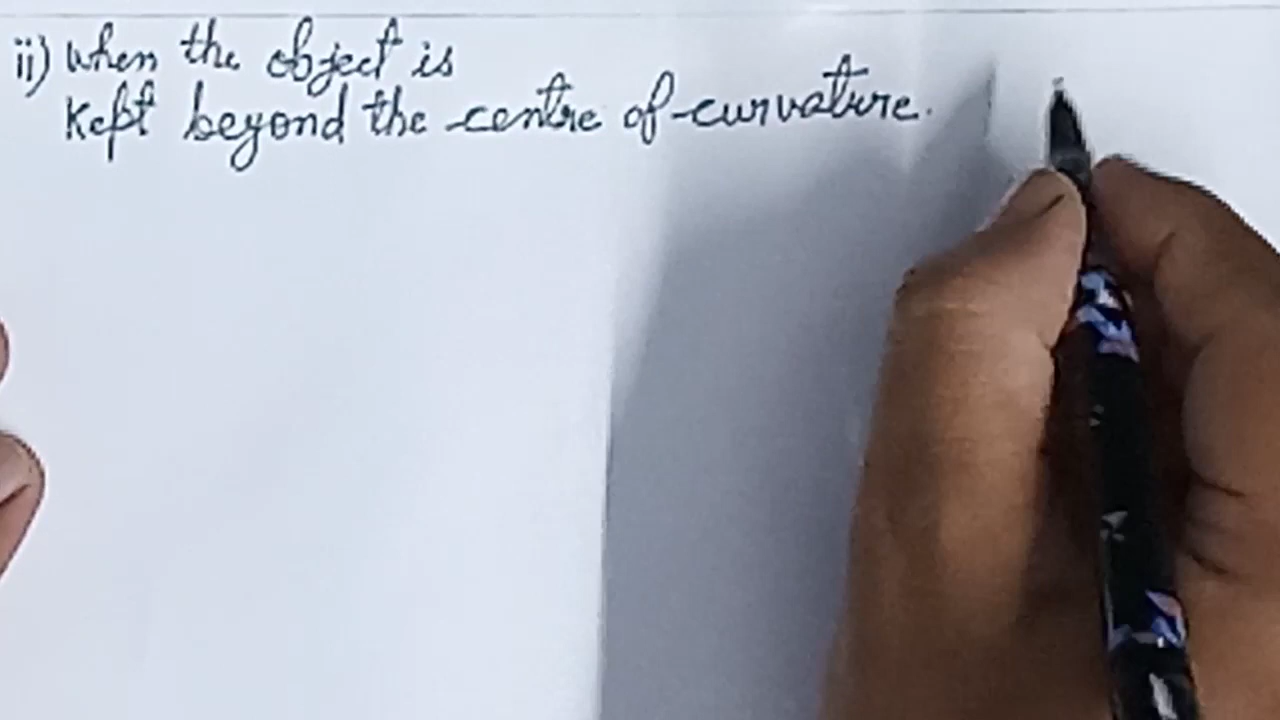 ii) When the object is
Kept beyond the centre of curvature.